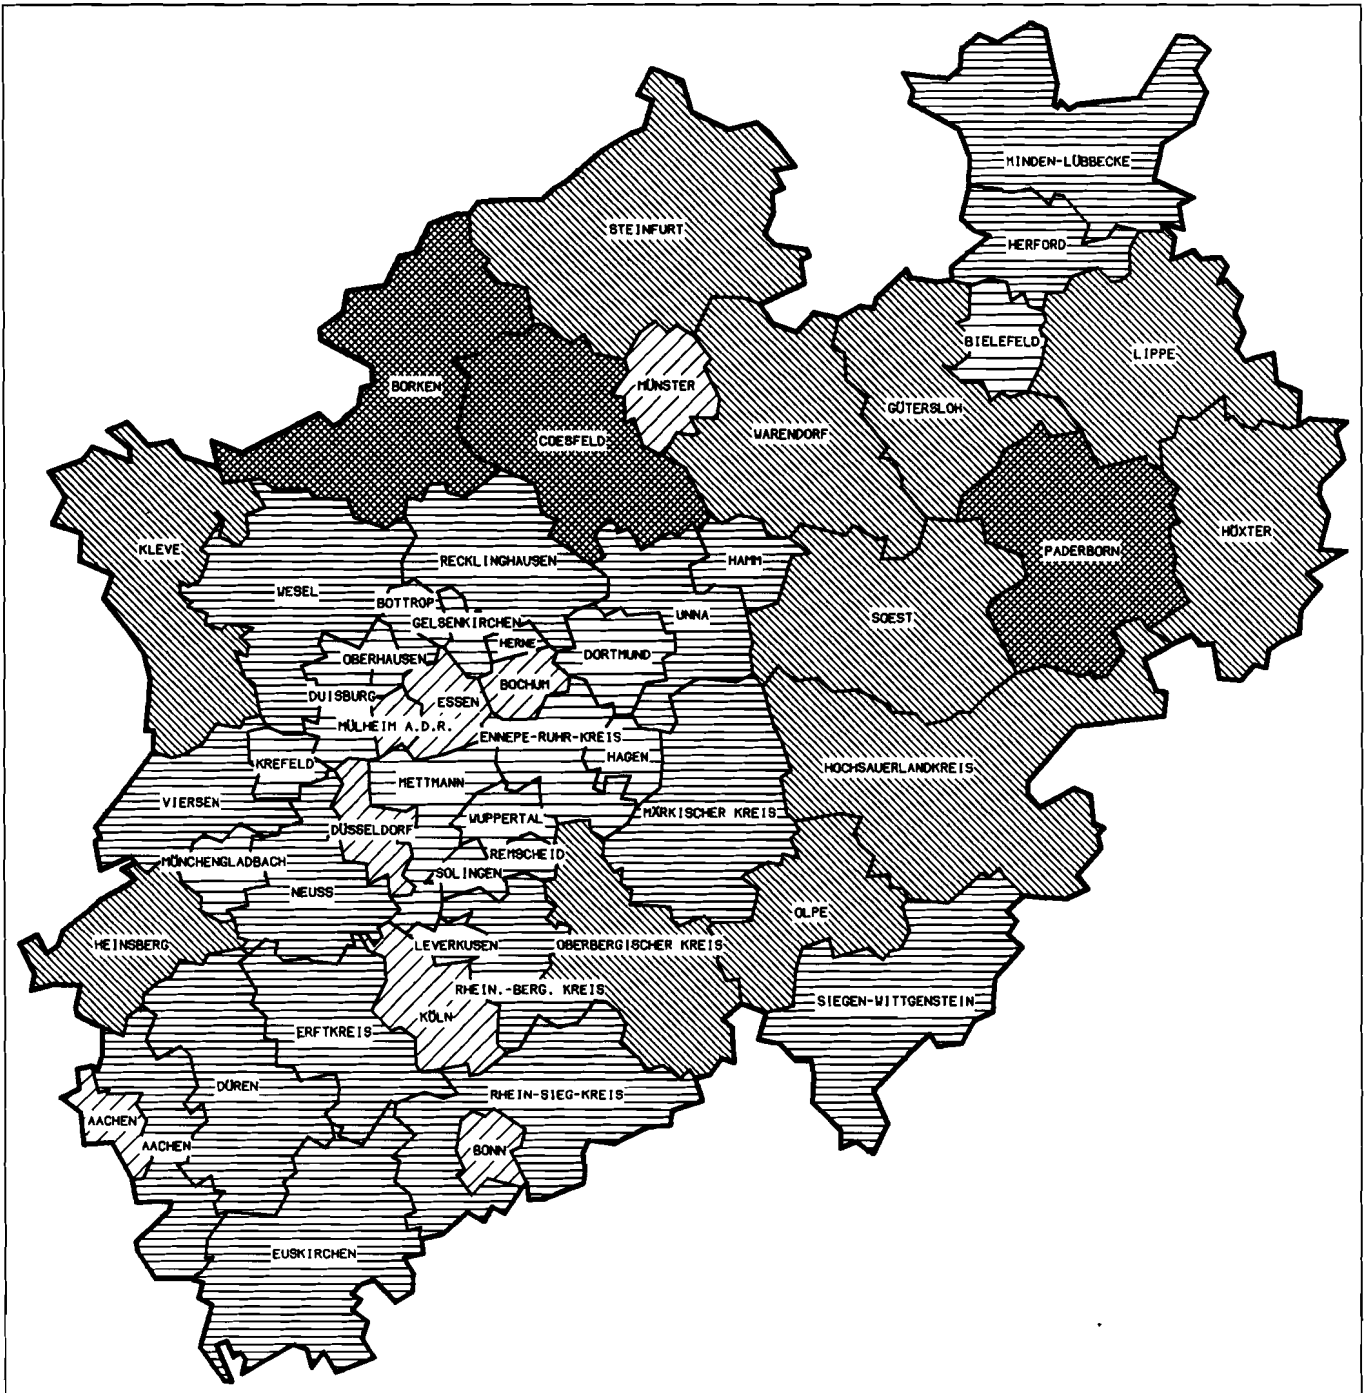 MINDEN-LÜBBECKE
STEINFURT
HERFORD
BIELEFELD
LIPPE
BORKEN
MÜNSTER
GÜTERSLOH
COESFELD
WARENDORF
HÖXTER
KLEVE
PADERBORN
RECKLINGHAUSEN
HAMM
WESEL
BOTTROP
UNNA
SOEST
GELSENKIRCHEN
HERNE
OBERHAUSEN
DORTMUND
BOCHUM
DUISBURG
ESSEN
MÜLHEIM A.D.R.
ENNEPE-RUHR-KREIS
HAGEN
KREFELD
HOCHSAUERLANDKREIS
METTMANN
VIERSEN
WUPPERTAL
MÄRKISCHER KREIS
DÜSSELDORF
REMSCHEID
MÜNCHENGLADBACH
SOLINGEN
NEUSS
OLPE
HEINSBERG
LEVERKUSEN
OBERBERGISCHER KREIS
RHEIN.-BERG. KREIS
SIEGEN-WITTGENSTEIN
KÖLN
ERFTKREIS
DÜREN
RHEIN-SIEG-KREIS
AACHEN
AACHEN
BONN
EUSKIRCHEN